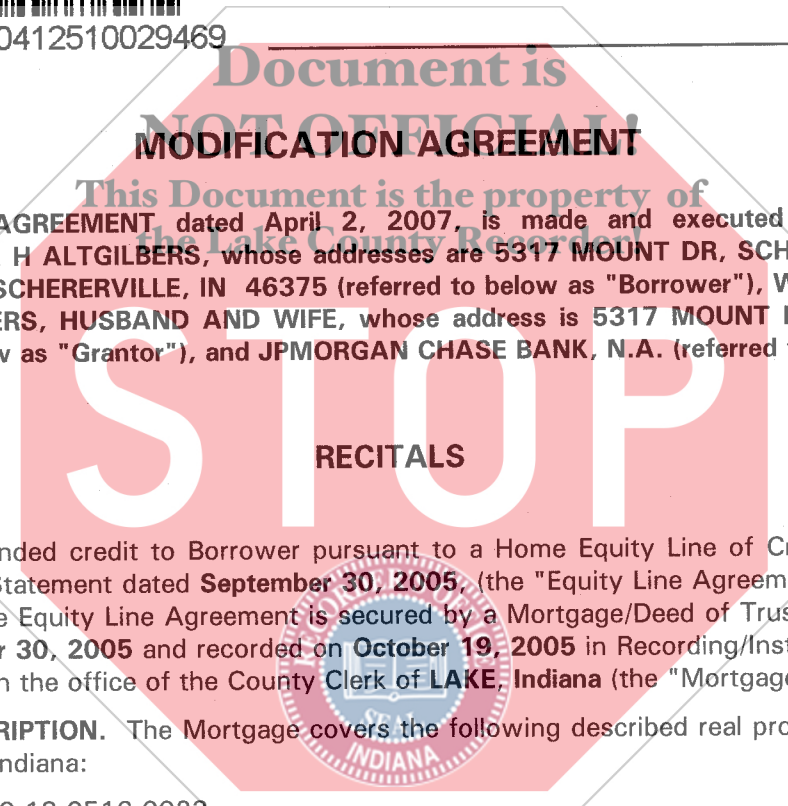 0412510029469
Document is
NOT OFFICIAL!
MODIFICATION AGREEMENT
This Document is the property of
the Lake County Recorder!
AGREEMENT dated April 2, 2007, is made and executed
H ALTGILBERS, whose addresses are 5317 MOUNT DR, SCH
SCHERERVILLE, IN 46375 (referred to below as "Borrower"), W
ERS, HUSBAND AND WIFE, whose address is 5317 MOUNT
w as "Grantor"), and JPMORGAN CHASE BANK, N.A. (referred
STOP
RECITALS
nded credit to Borrower pursuant to a Home Equity Line of C
Statement dated September 30, 2005, (the "Equity Line Agreem
e Equity Line Agreement is secured by a Mortgage/Deed of Trus
r 30, 2005 and recorded on October 19, 2005 in Recording/Inst
n the office of the County Clerk of LAKE, Indiana (the "Mortgage
RIPTION. The Mortgage covers the following described real pro
ndiana:
SEAL
INDIANA